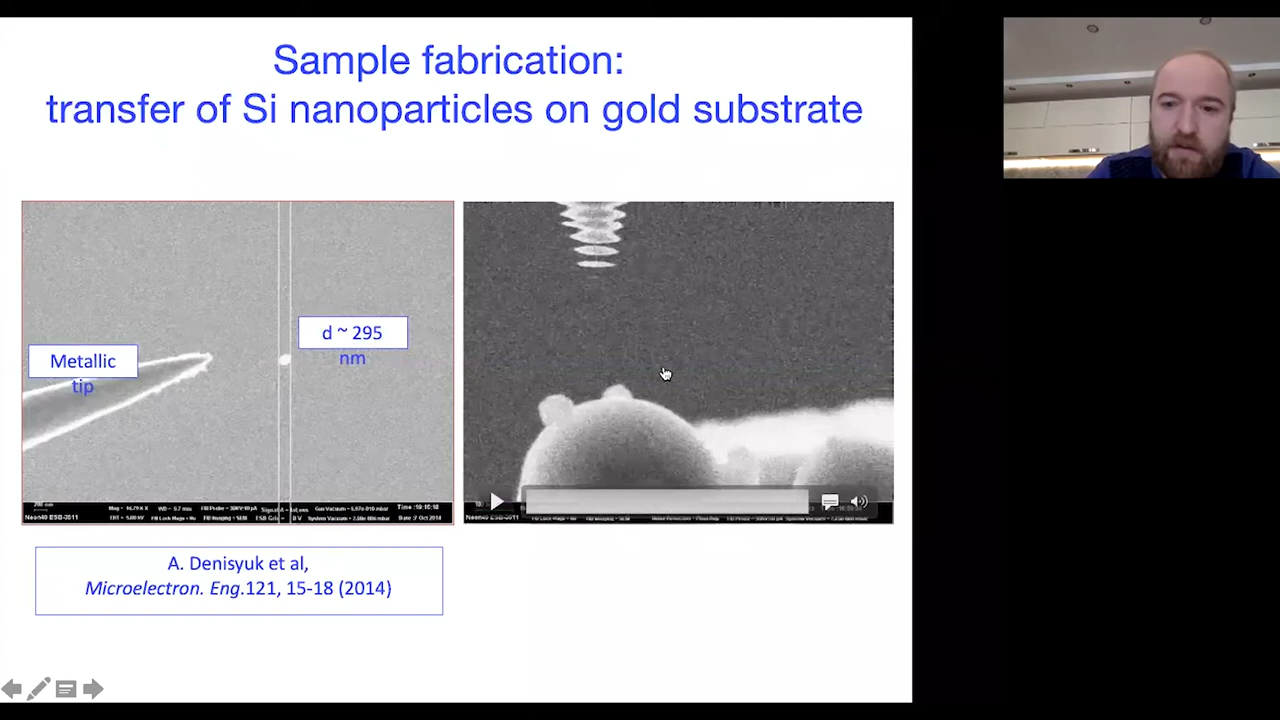 Sample fabrication:
transfer of Si nanoparticles on gold substrate
Metallic
tip
d ~ 295
nm
A. Denisyuk et al,
Microelectron. Eng.121, 15-18 (2014)